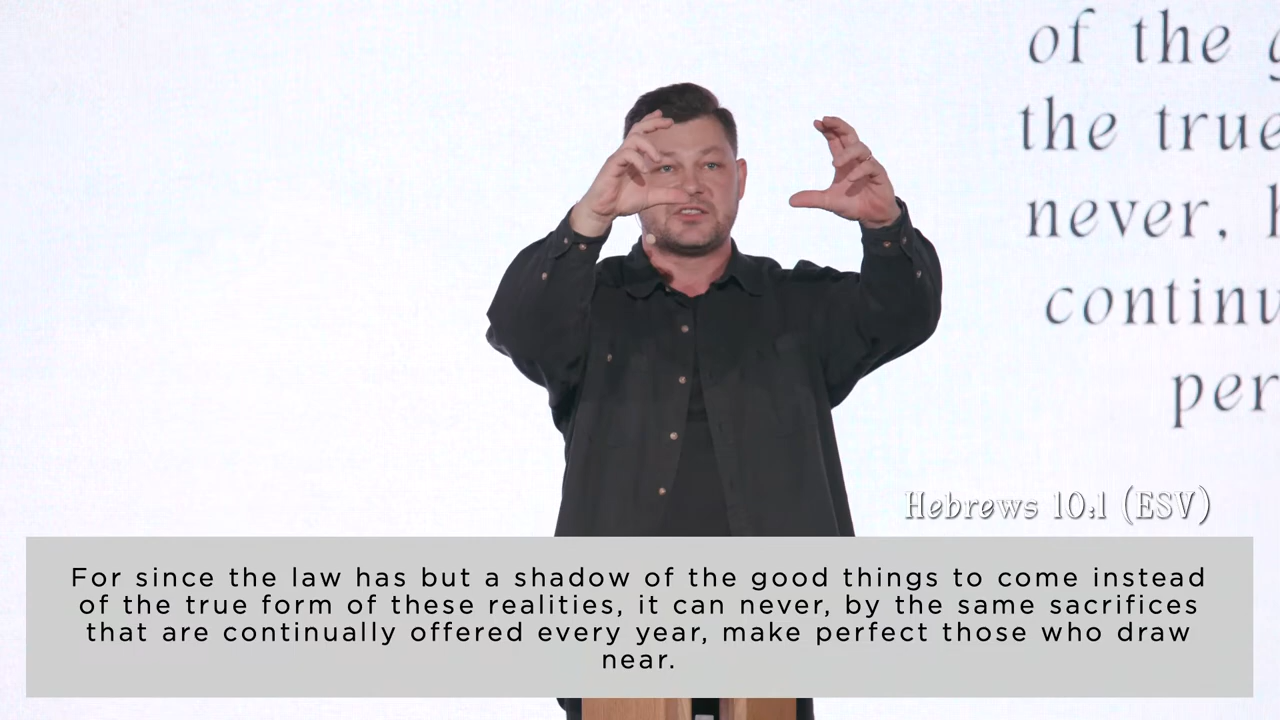 of the
the true
never,
continu
per
Hebrews 10:1 (ESV)
For since the law has but a shadow of the good things to come instead
of the true form of these realities, it can never, by the same sacrifices
that are continually offered every year, make perfect those who draw
near.